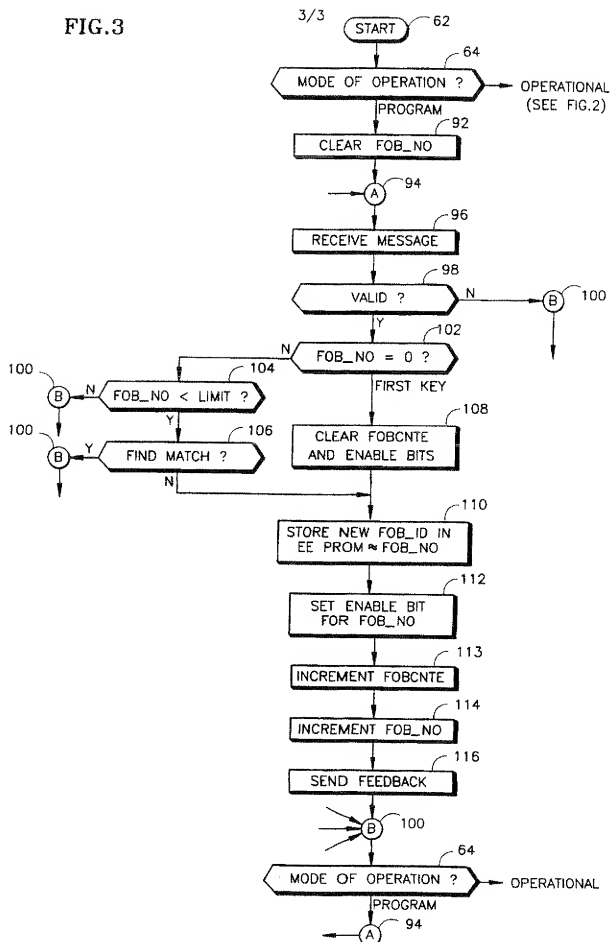 FIG.3
3/3
START
62
64
MODE OF OPERATION ?
OPERATIONAL
(SEE FIG.2)
PROGRAM
92
CLEAR FOB_NO
A
94
96
RECEIVE MESSAGE
98
VALID ?
N
100
B
Y
102
FOB_NO = 0 ?
N
FIRST KEY
104
100
B
N
FOB_NO < LIMIT ?
Y
106
100
B
Y
FIND MATCH ?
N
108
CLEAR FOBCNTE
AND ENABLE BITS
110
STORE NEW FOB_ID IN
EE PROM ≈ FOB_NO
112
SET ENABLE BIT
FOR FOB_NO
113
INCREMENT FOBCNTE
114
INCREMENT FOB_NO
116
SEND FEEDBACK
B
100
64
MODE OF OPERATION ?
OPERATIONAL
PROGRAM
A
94